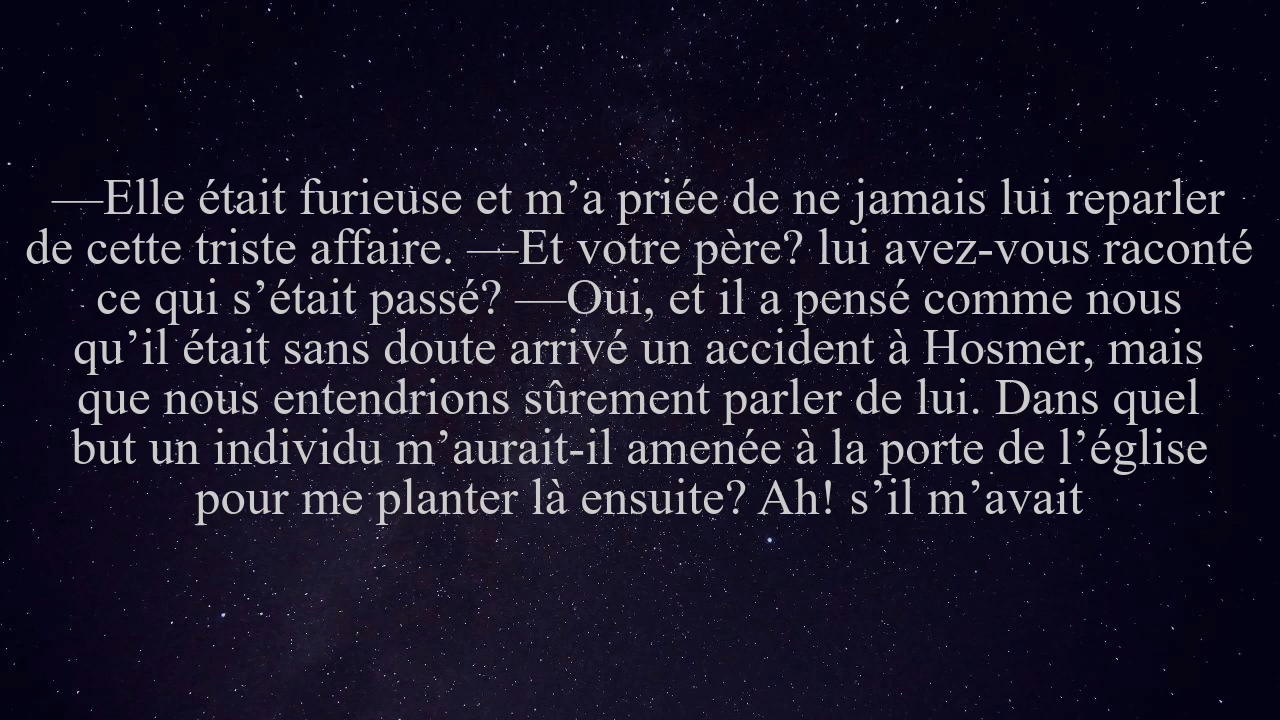 —Elle était furieuse et m’a priée de ne jamais lui reparler
de cette triste affaire. —Et votre père? lui avez-vous raconté
ce qui s’était passé? —Oui, et il a pensé comme nous
qu’il était sans doute arrivé un accident à Hosmer, mais
que nous entendrions sûrement parler de lui. Dans quel
but un individu m’aurait-il amenée à la porte de l’église
pour me planter là ensuite? Ah! s’il m’avait